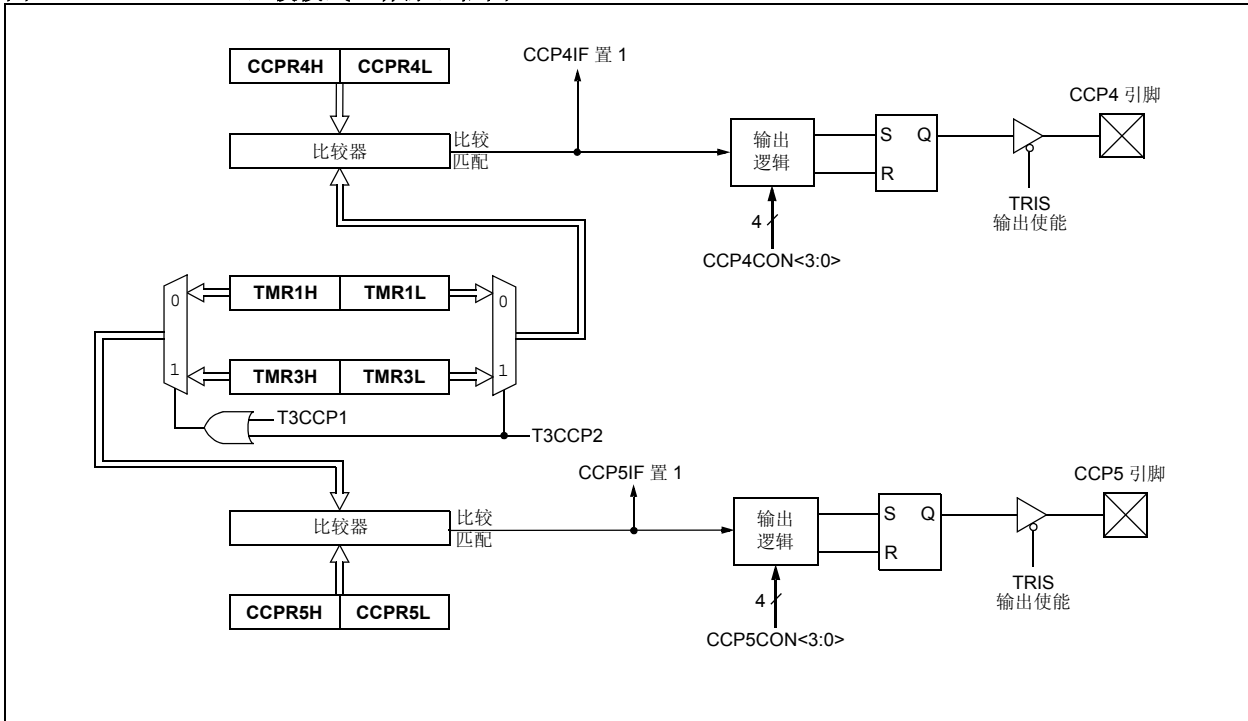 CCP4IF 置 1
CCPR4H CCPR4L
CCP4 引脚
比较器
比较
匹配
输出
逻辑
S Q
R
TRIS
输出使能
4
CCP4CON<3:0>
0 TMR1H TMR1L 0
1 TMR3H TMR3L 1
T3CCP1
T3CCP2
CCP5IF 置 1
CCP5 引脚
比较器
比较
匹配
输出
逻辑
S Q
R
TRIS
输出使能
4
CCPR5H CCPR5L
CCP5CON<3:0>